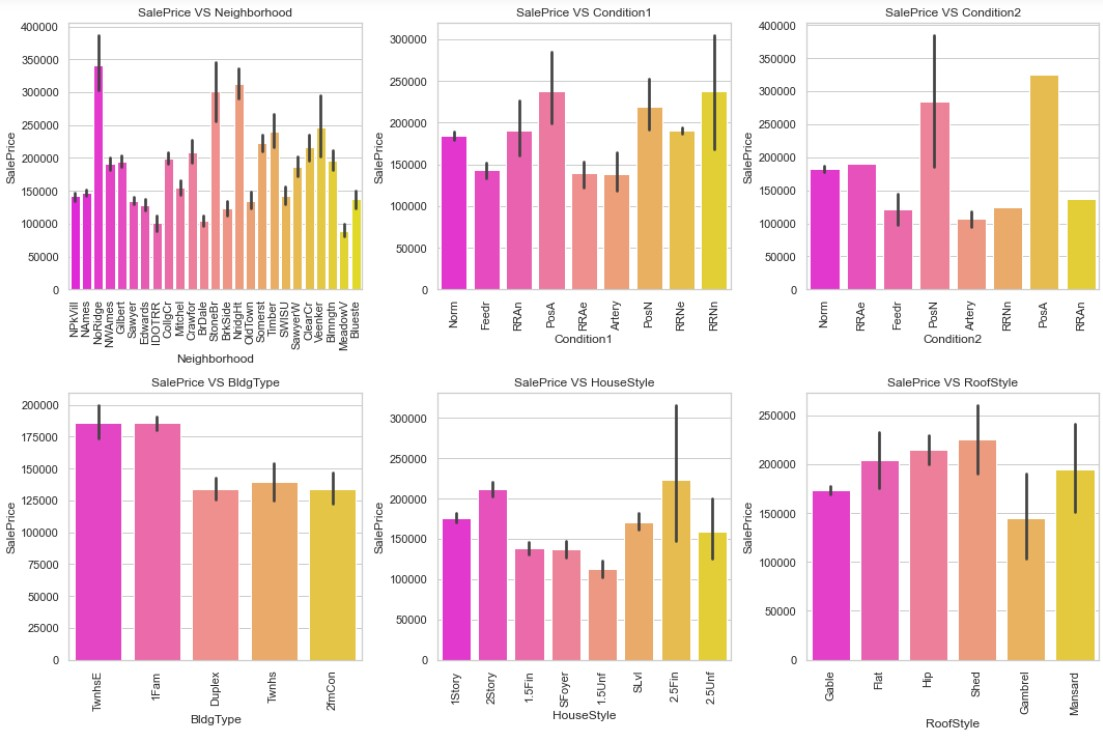 SalePrice VS Neighborhood
400000
350000
300000
250000
200000
150000
100000
50000
0
SalePrice
NPkVill
NAmes
NoRidge
NWAmes
Gilbert
Sawyer
Edwards
IDOTRR
CollgCr
Mitchel
Crawfor
BrDale
StoneBr
BrkSide
NridgHt
OldTown
Somerst
Timber
SWISU
SawyerW
ClearCr
Veenker
Blmngtn
MeadowV
Blueste
Neighborhood
SalePrice VS Condition1
300000
250000
200000
150000
100000
50000
0
SalePrice
Norm
Feedr
RRAn
PosA
RRAe
Artery
PosN
RRNe
RRNn
Condition1
SalePrice VS Condition2
400000
350000
300000
250000
200000
150000
100000
50000
0
SalePrice
Norm
RRAe
Feedr
PosN
Artery
RRNn
PosA
RRAn
Condition2
SalePrice VS BldgType
200000
175000
150000
125000
100000
75000
50000
25000
0
SalePrice
TwnhsE
1Fam
Duplex
Twnhs
2fmCon
BldgType
SalePrice VS HouseStyle
300000
250000
200000
150000
100000
50000
0
SalePrice
1Story
2Story
1.5Fin
SFoyer
1.5Unf
SLvl
2.5Fin
2.5Unf
HouseStyle
SalePrice VS RoofStyle
250000
200000
150000
100000
50000
0
SalePrice
Gable
Flat
Hip
Shed
Gambrel
Mansard
RoofStyle